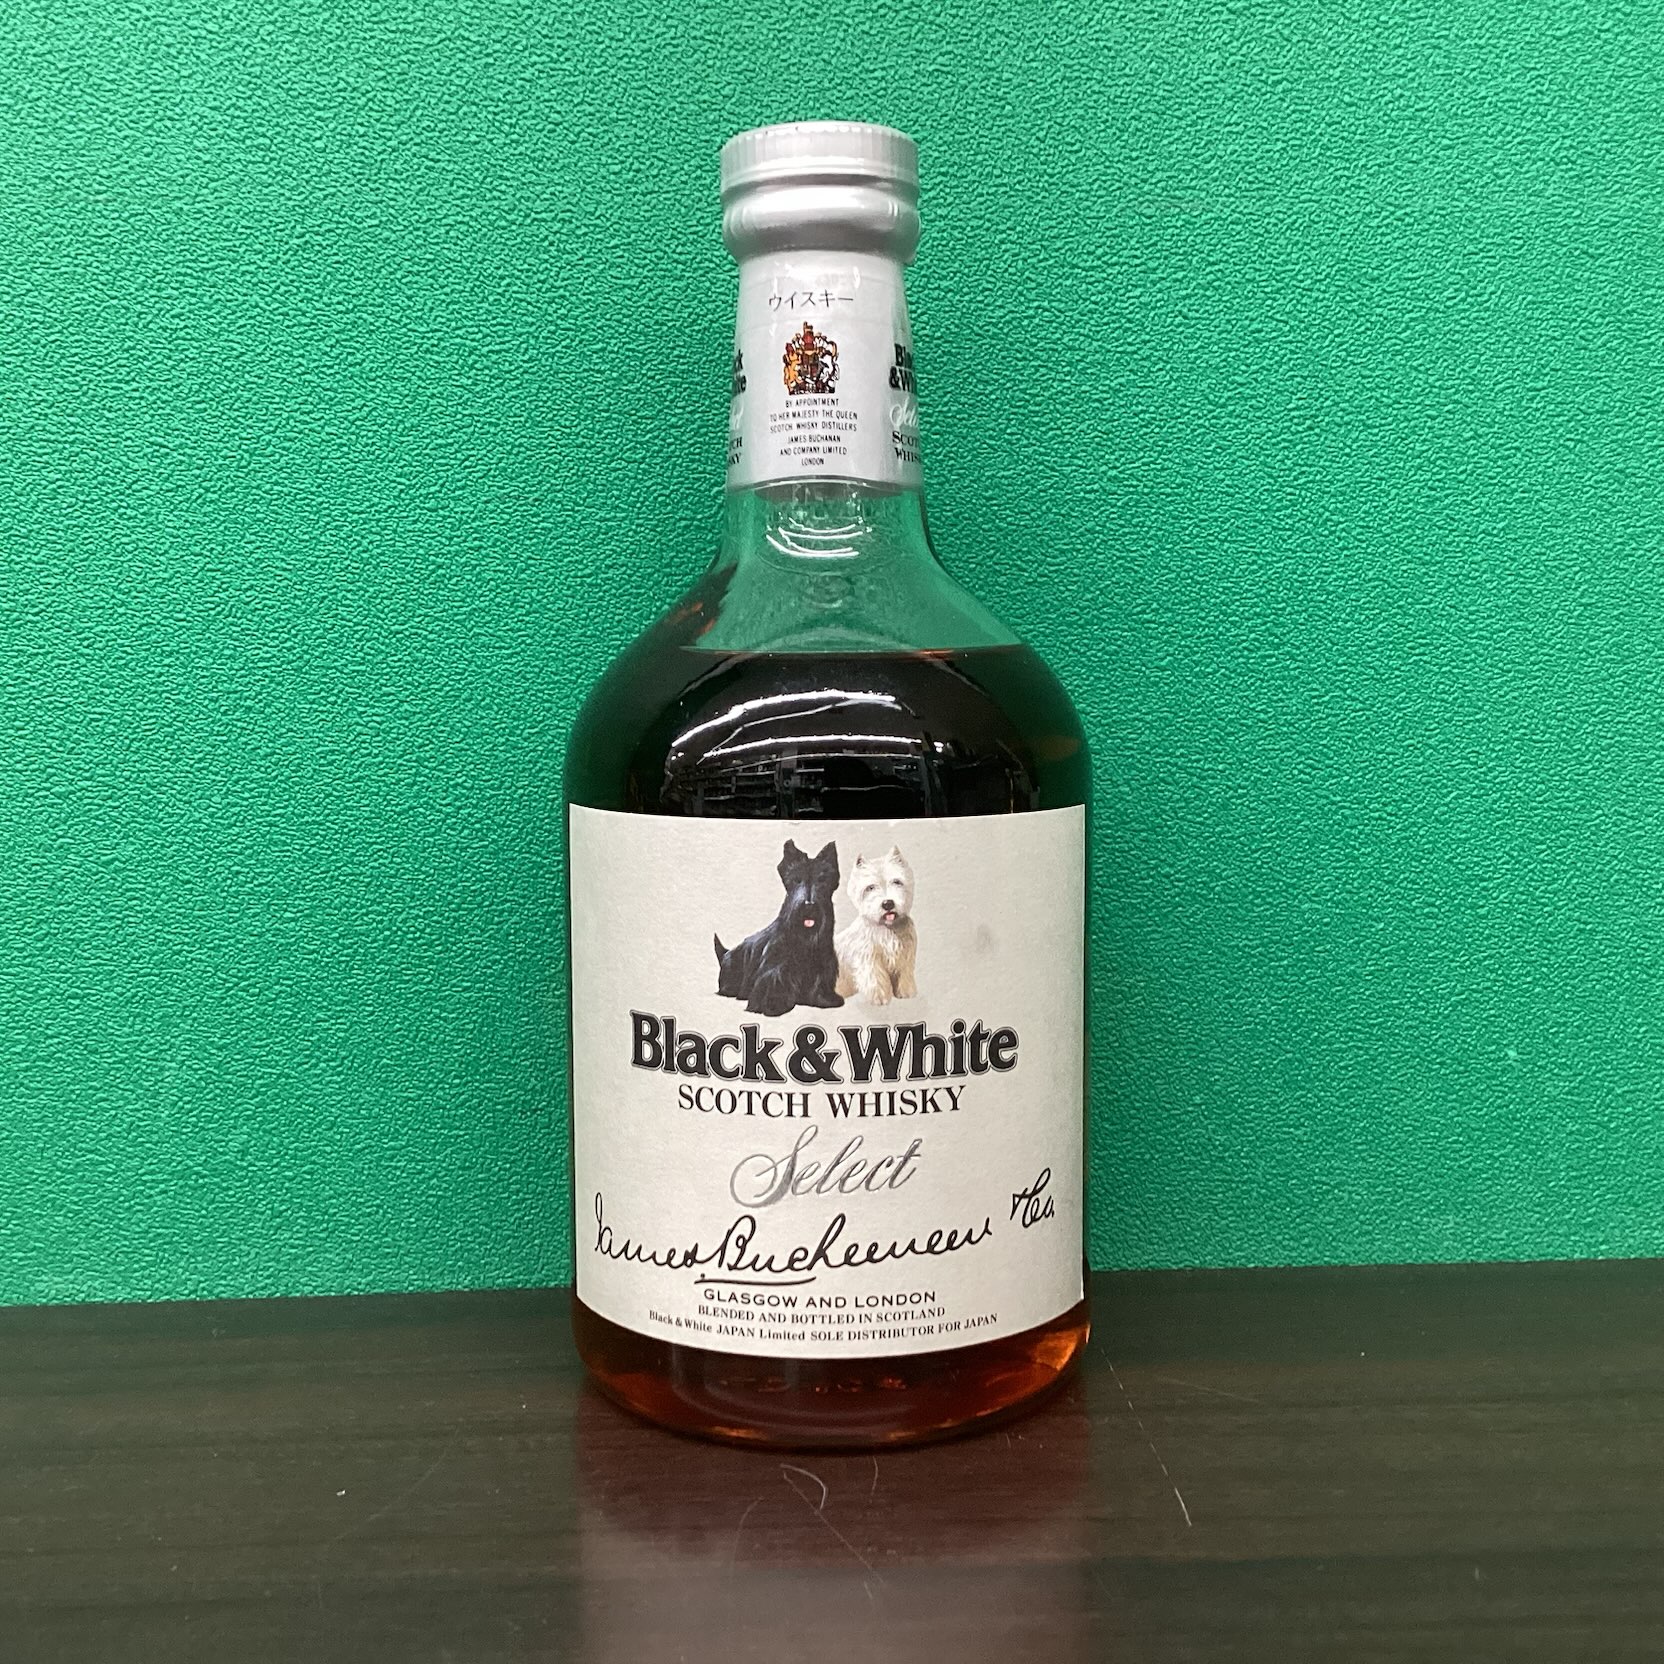 ウイスキー
BY APPOINTMENT
TO HER MAJESTY THE QUEEN
SCOTCH WHISKY DISTILLERS
JAMES BUCHANAN
AND COMPANY LIMITED
LONDON
Black & White
SCOTCH WHISKY
Select
James Buchanan & Co.
GLASGOW AND LONDON
BLENDED AND BOTTLED IN SCOTLAND
Black & White JAPAN Limited SOLE DISTRIBUTOR FOR JAPAN